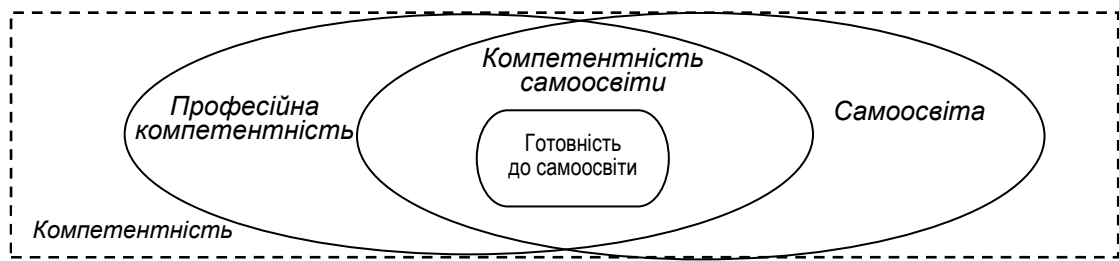 Компетентність
самоосвіти
Професійна
компетентність
Самоосвіта
Готовність
до самоосвіти
Компетентність